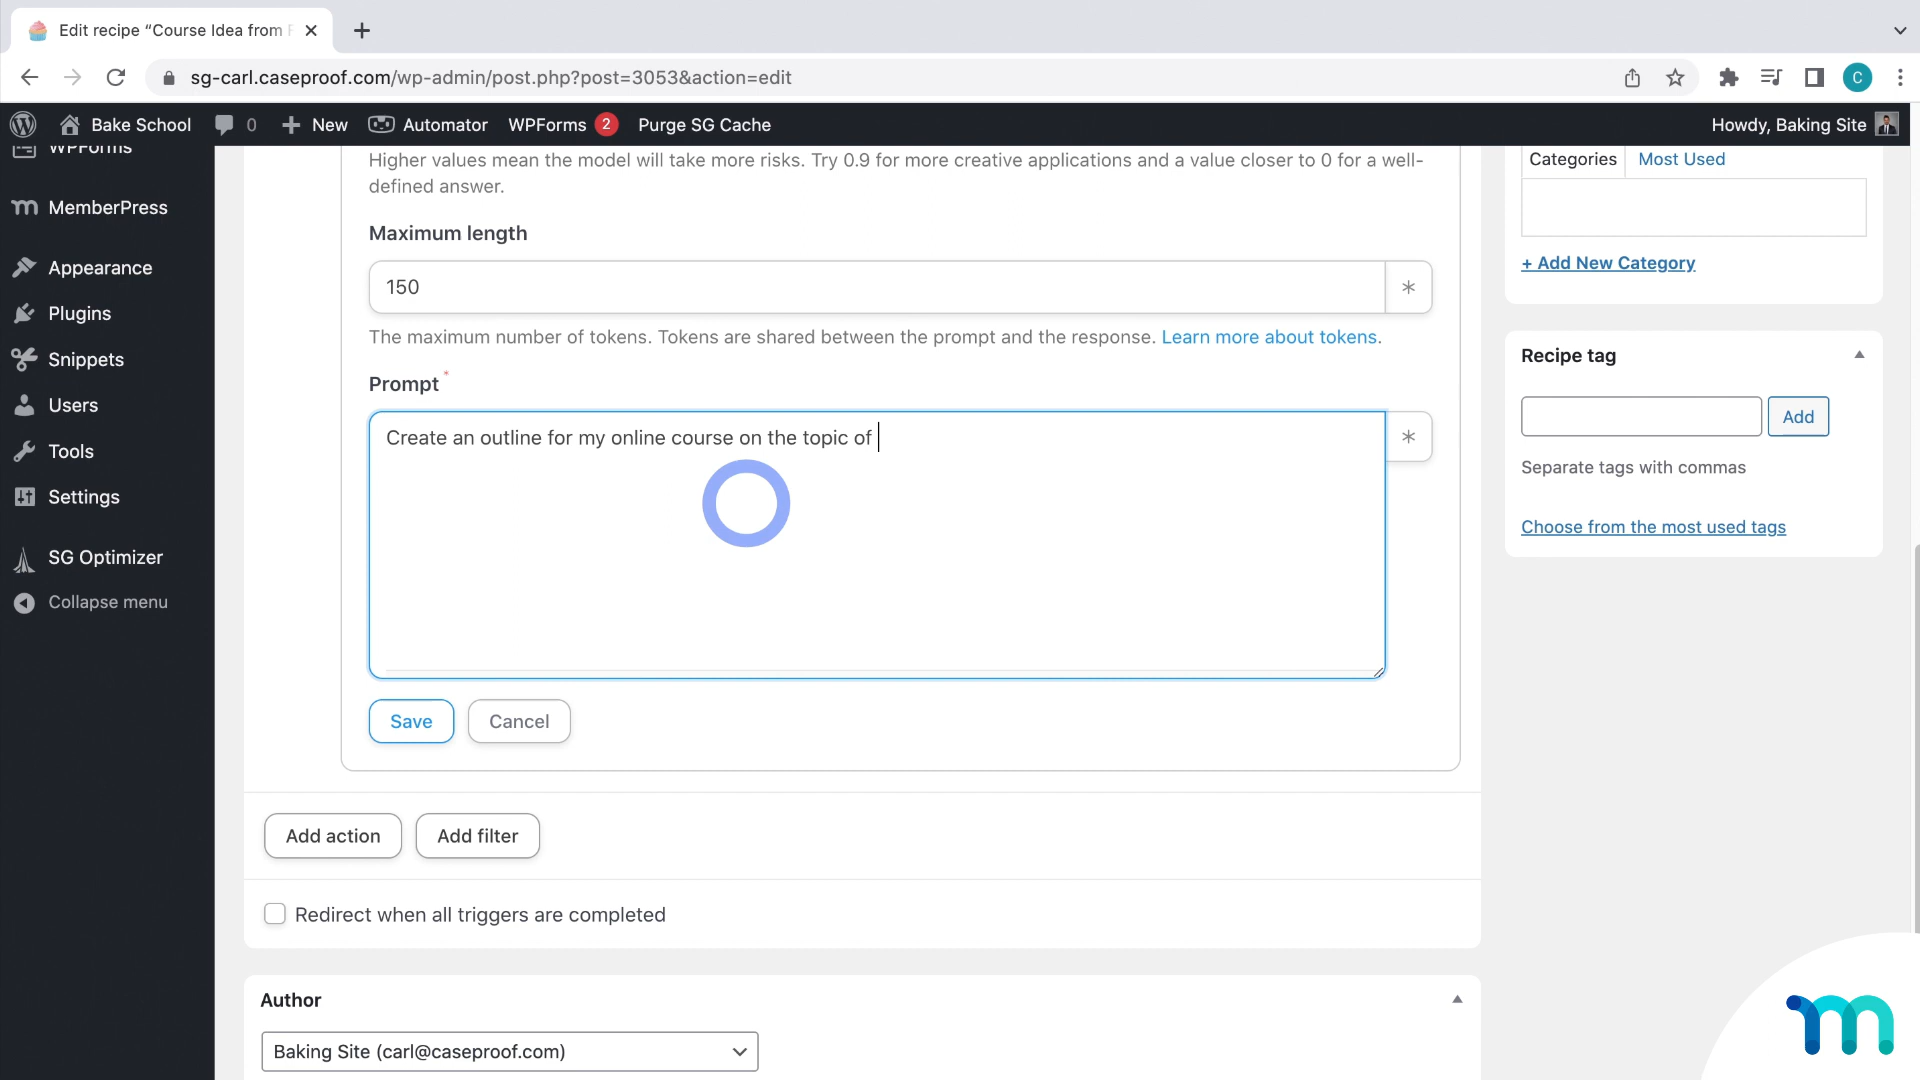 Edit recipe “Course Idea from
sg-carl.caseproof.com/wp-admin/post.php?post=3053&action=edit
C
Bake School
0
New
Automator
WPForms 2
Purge SG Cache
Howdy, Baking Site
WPForms
MemberPress
Appearance
Plugins
Snippets
Users
Tools
Settings
SG Optimizer
Collapse menu
Higher values mean the model will take more risks. Try 0.9 for more creative applications and a value closer to 0 for a well-
defined answer.
Maximum length
150
*
The maximum number of tokens. Tokens are shared between the prompt and the response. Learn more about tokens.
Prompt *
Create an outline for my online course on the topic of
*
Save
Cancel
Add action
Add filter
Redirect when all triggers are completed
Author
Baking Site (carl@caseproof.com)
Categories
Most Used
+ Add New Category
Recipe tag
Add
Separate tags with commas
Choose from the most used tags
m